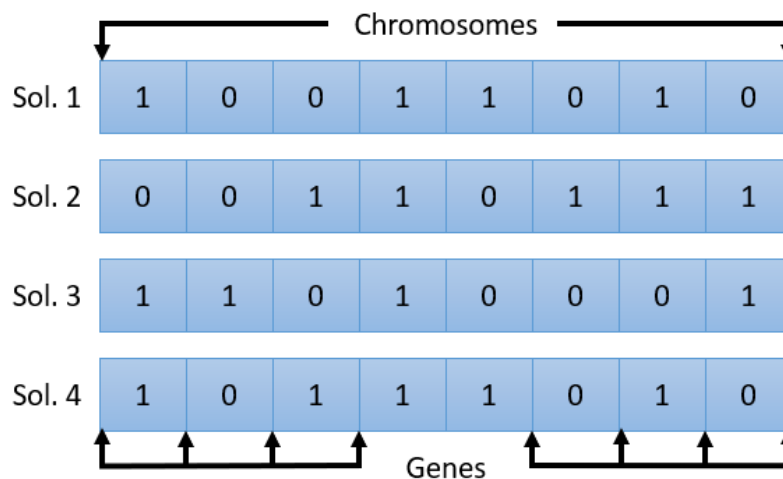 Chromosomes
Sol. 1 1 0 0 1 1 0 1 0
Sol. 2 0 0 1 1 0 1 1 1
Sol. 3 1 1 0 1 0 0 0 1
Sol. 4 1 0 1 1 1 0 1 0
Genes